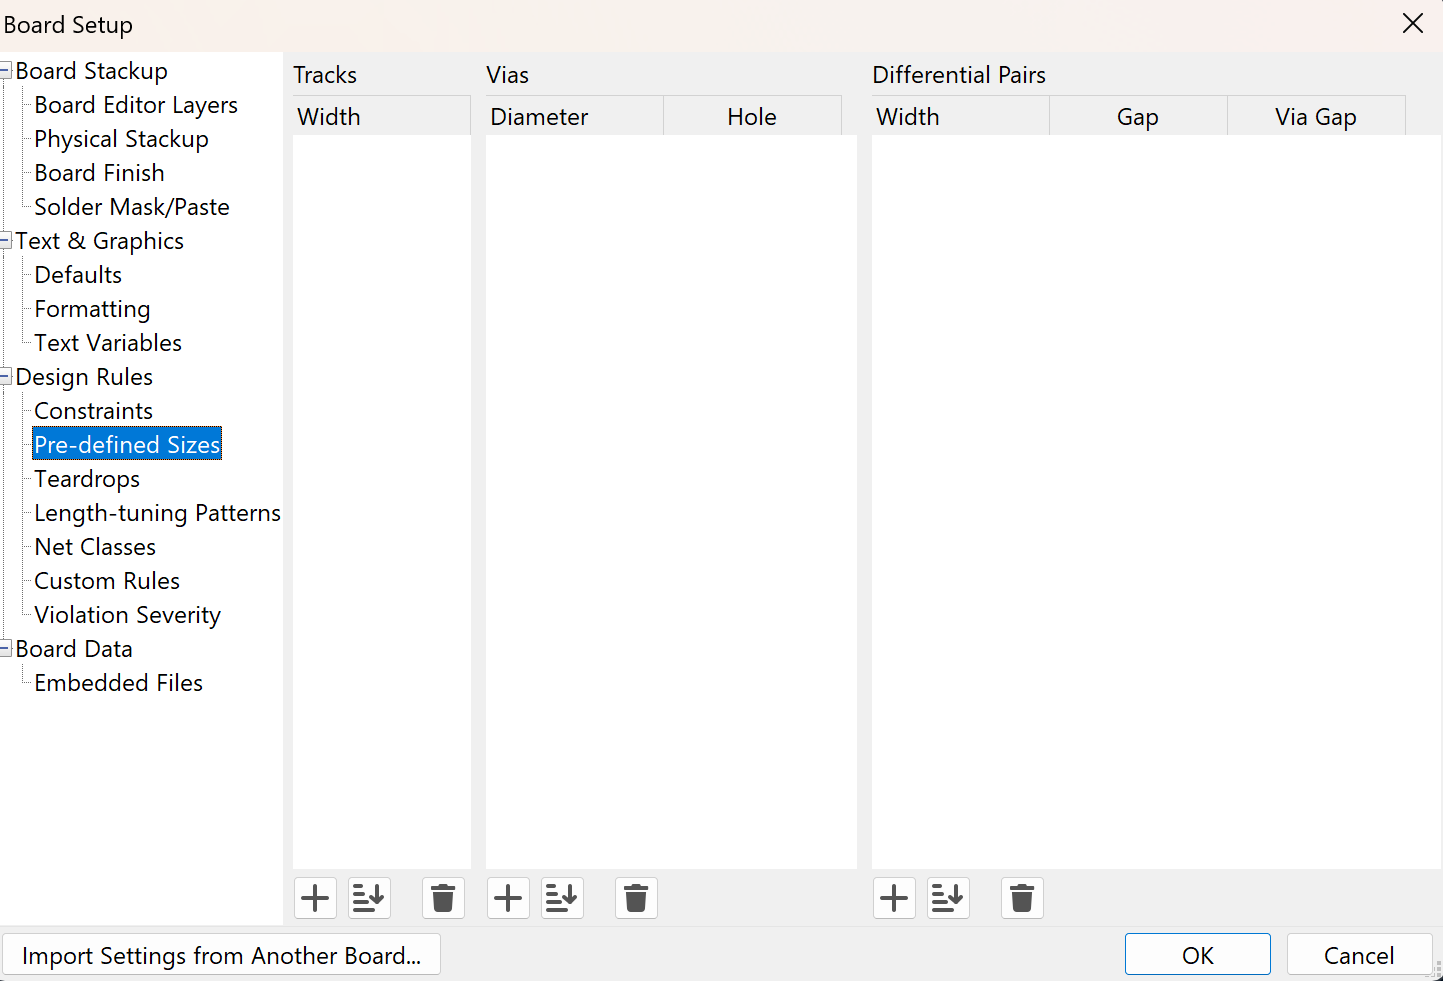 Board Setup
Board Stackup
Board Editor Layers
Physical Stackup
Board Finish
Solder Mask/Paste
Text & Graphics
Defaults
Formatting
Text Variables
Design Rules
Constraints
Pre-defined Sizes
Teardrops
Length-tuning Patterns
Net Classes
Custom Rules
Violation Severity
Board Data
Embedded Files
Tracks
Width
Vias
Diameter Hole
Differential Pairs
Width Gap Via Gap
Import Settings from Another Board...
OK
Cancel